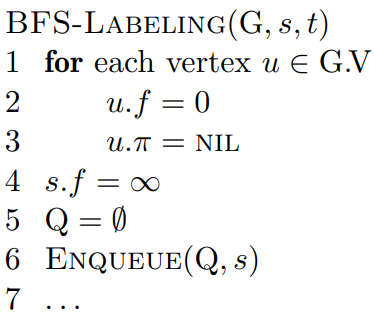 BFS-LABELING(G, s, t)
1 for each vertex u ∈ G.V
2 u.f = 0
3 u.π = NIL
4 s.f = ∞
5 Q = ∅
6 ENQUEUE(Q, s)
7 ...